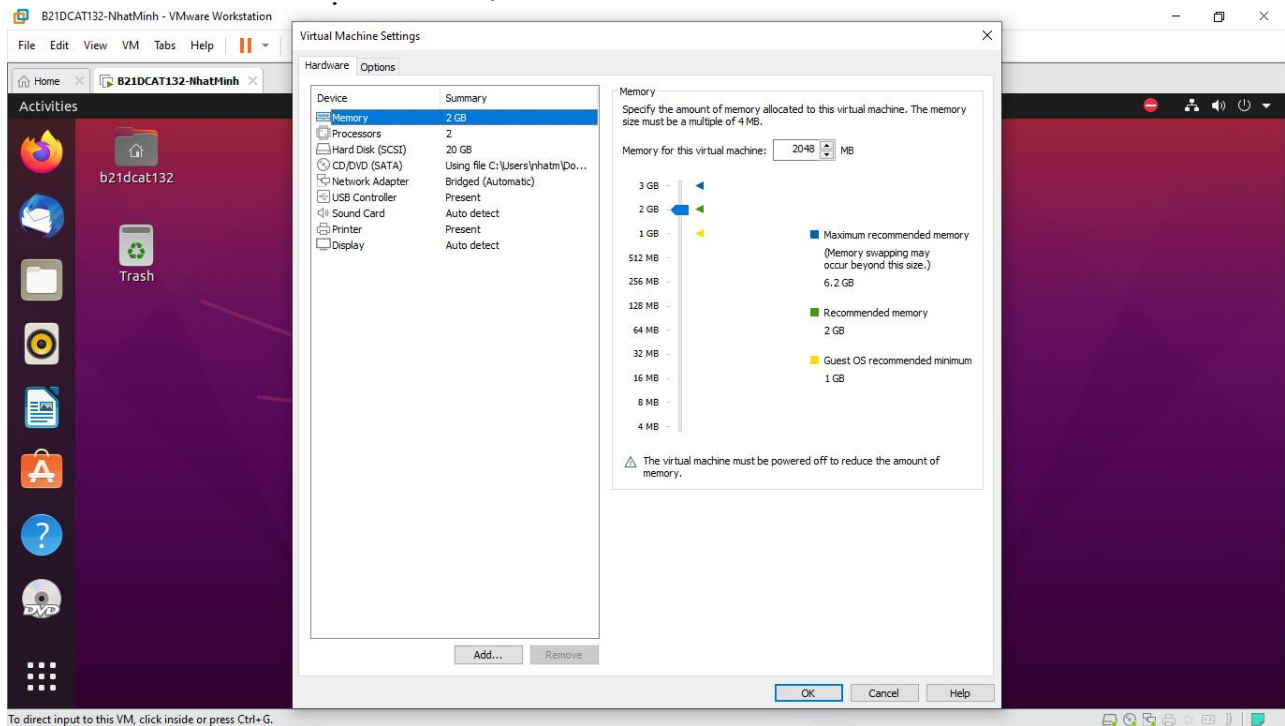 B21DCAT132-NhatMinh - VMware Workstation
File Edit View VM Tabs Help
Home
B21DCAT132-NhatMinh
Activities
b21dcat132
Trash
Virtual Machine Settings
Hardware Options
Device Summary
Memory 2 GB
Processors 2
Hard Disk (SCSI) 20 GB
CD/DVD (SATA) Using file C:\Users\nhatm\Do...
Network Adapter Bridged (Automatic)
USB Controller Present
Sound Card Auto detect
Printer Present
Display Auto detect
Add... Remove
Memory
Specify the amount of memory allocated to this virtual machine. The memory
size must be a multiple of 4 MB.
Memory for this virtual machine: 2048 MB
3 GB
2 GB
1 GB
512 MB
256 MB
128 MB
64 MB
32 MB
16 MB
8 MB
4 MB
Maximum recommended memory
(Memory swapping may
occur beyond this size.)
6.2 GB
Recommended memory
2 GB
Guest OS recommended minimum
1 GB
The virtual machine must be powered off to reduce the amount of
memory.
OK Cancel Help
DVD
To direct input to this VM, click inside or press Ctrl+G.